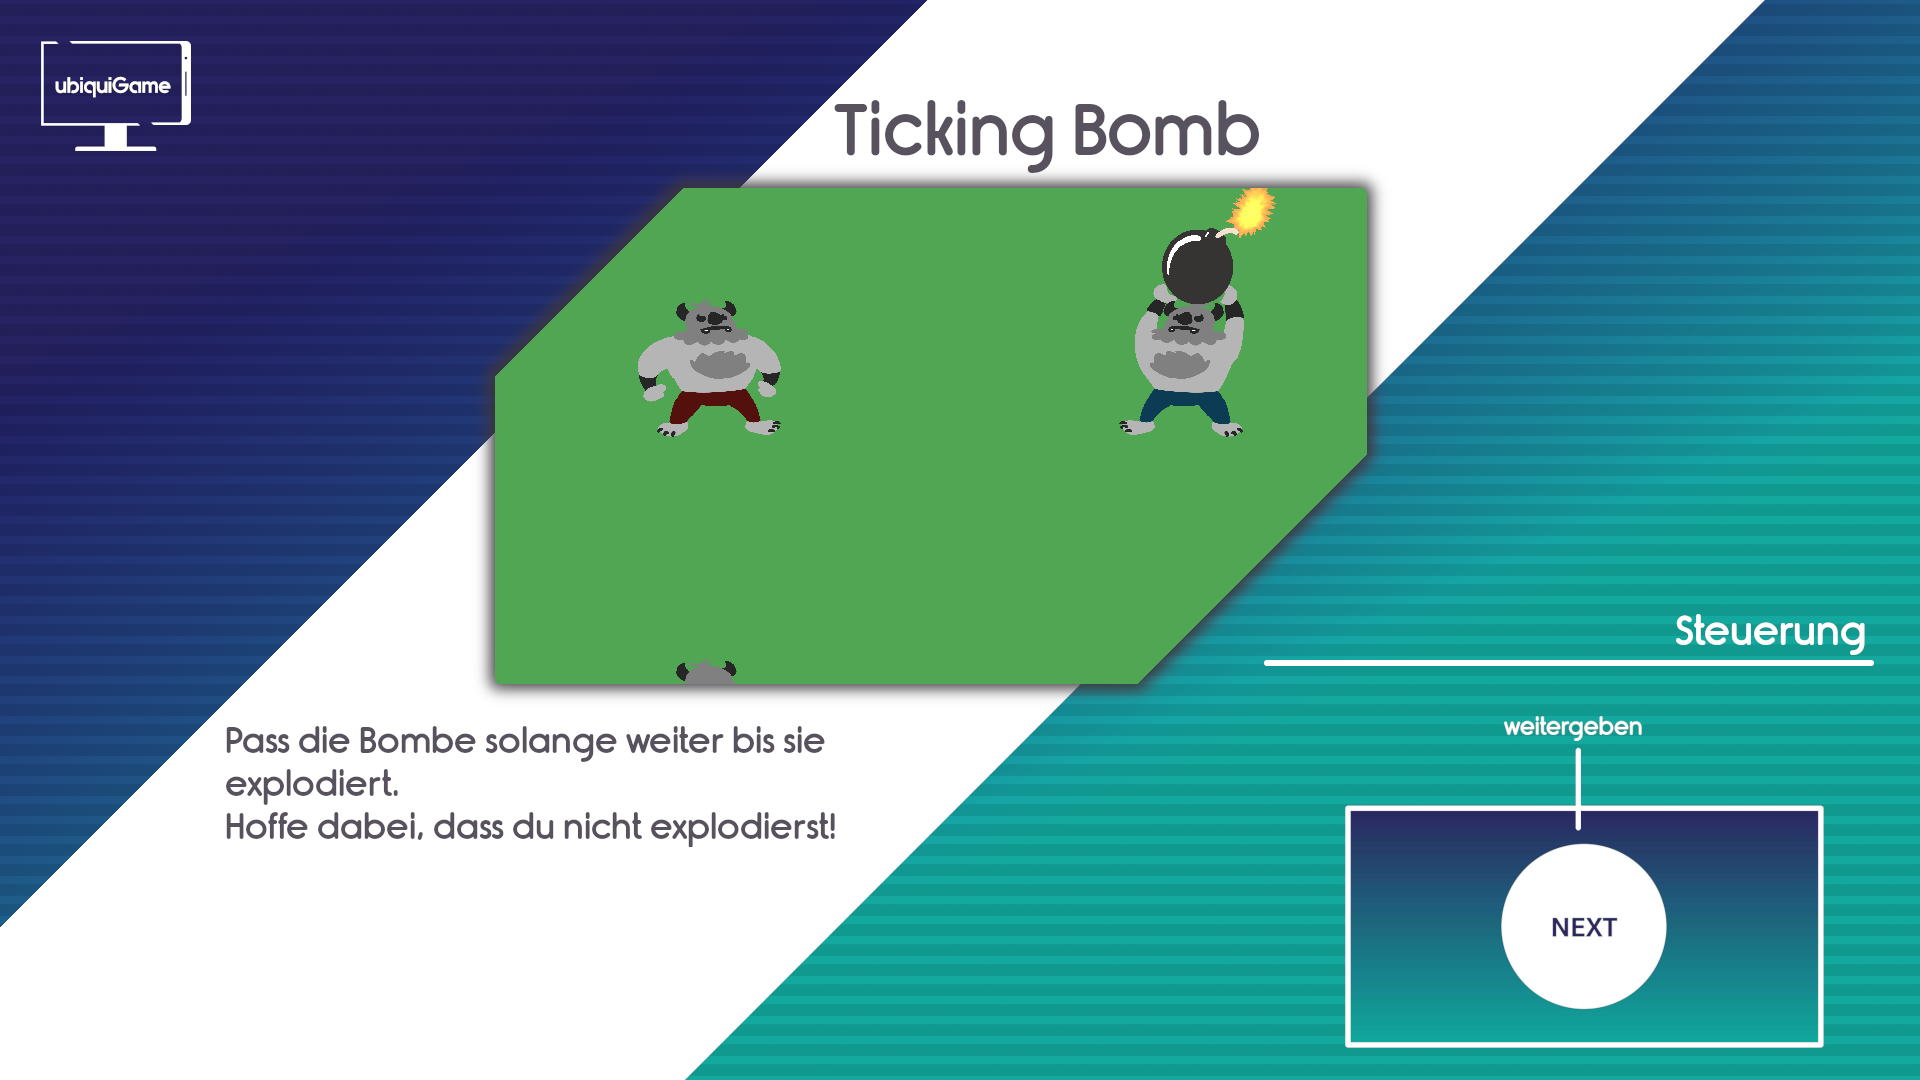 ubiquiGame
Ticking Bomb
Pass die Bombe solange weiter bis sie
explodiert.
Hoffe dabei, dass du nicht explodierst!
Steuerung
weitergeben
NEXT